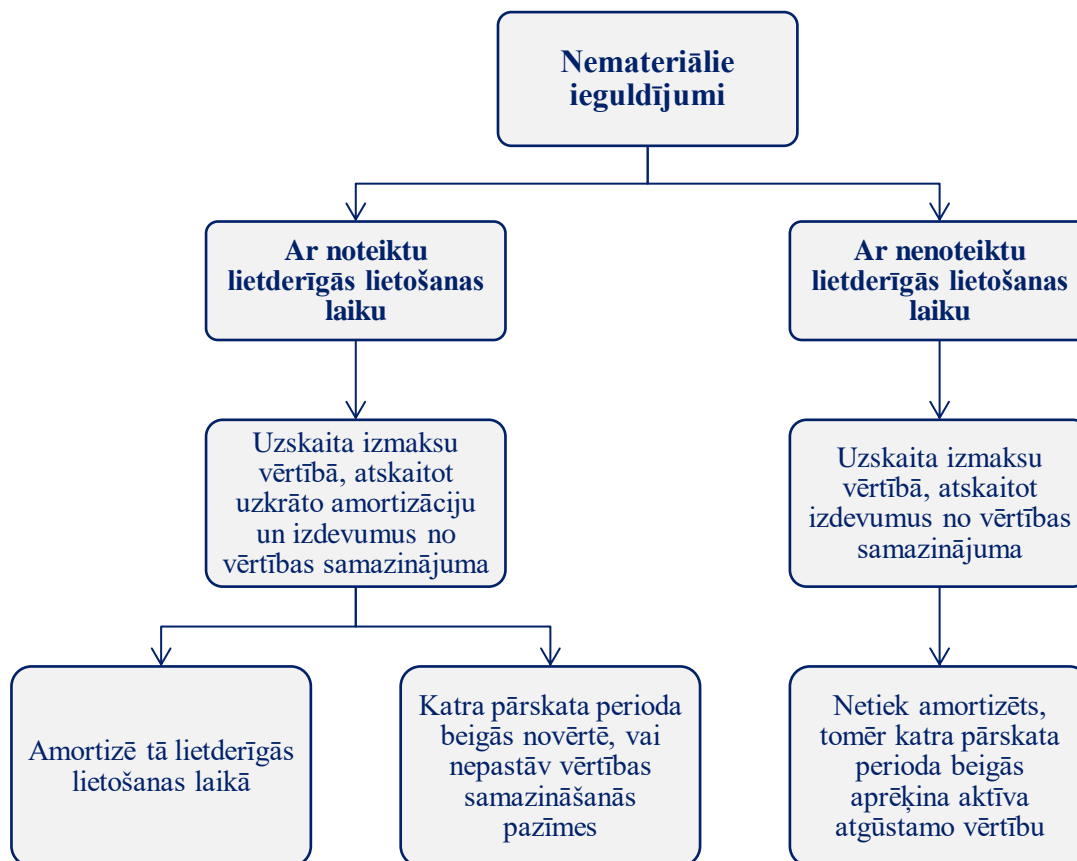 Nemateriālie
ieguldījumi
Ar noteiktu
lietderīgās lietošanas
laiku
Ar nenoteiktu
lietderīgās lietošanas
laiku
Uzskaita izmaksu
vērtībā, atskaitot
uzkrāto amortizāciju
un izdevumus no
vērtības samazinājuma
Uzskaita izmaksu
vērtībā, atskaitot
izdevumus no vērtības
samazinājuma
Amortizē tā lietderīgās
lietošanas laikā
Katra pārskata perioda
beigās novērtē, vai
nepastāv vērtības
samazināšanās
pazīmes
Netiek amortizēts,
tomēr katra pārskata
perioda beigās
aprēķina aktīva
atgūstamo vērtību